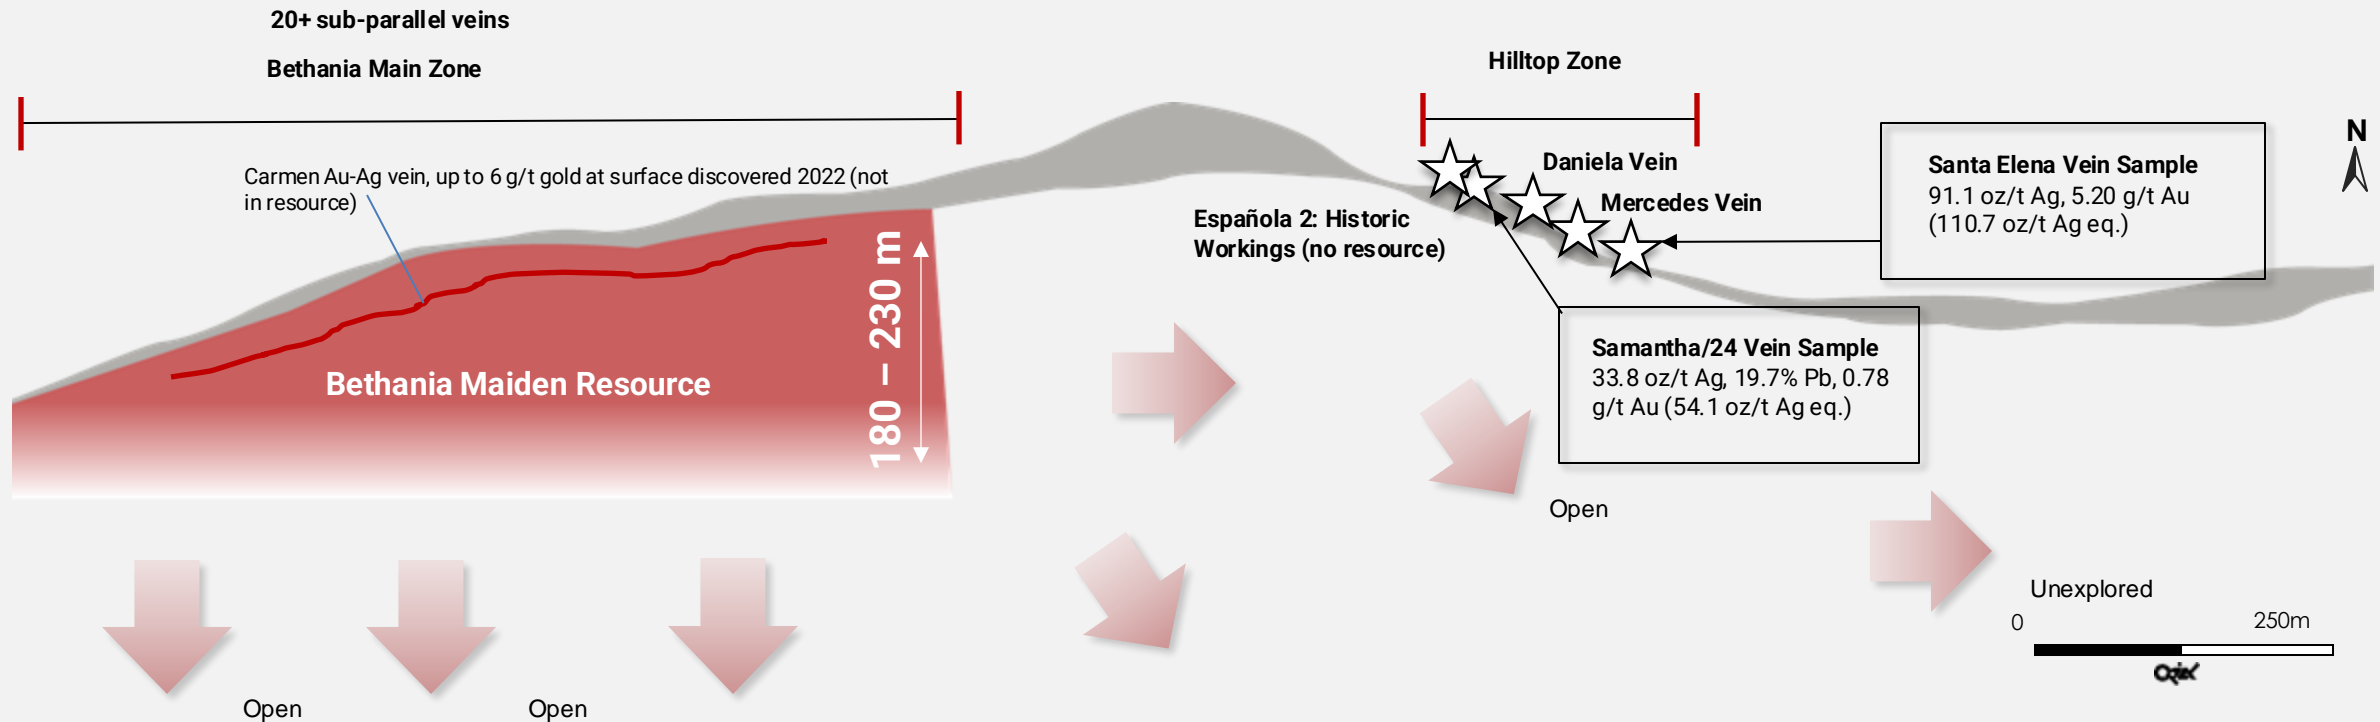 20+ sub-parallel veins
Bethania Main Zone
Hilltop Zone
N
Carmen Au-Ag vein, up to 6 g/t gold at surface discovered 2022 (not
in resource)
Daniela Vein
Mercedes Vein
Santa Elena Vein Sample
91.1 oz/t Ag, 5.20 g/t Au
(110.7 oz/t Ag eq.)
Española 2: Historic
Workings (no resource)
180 – 230 m
Bethania Maiden Resource
Samantha/24 Vein Sample
33.8 oz/t Ag, 19.7% Pb, 0.78
g/t Au (54.1 oz/t Ag eq.)
Open
Unexplored
0
250m
Open
Open